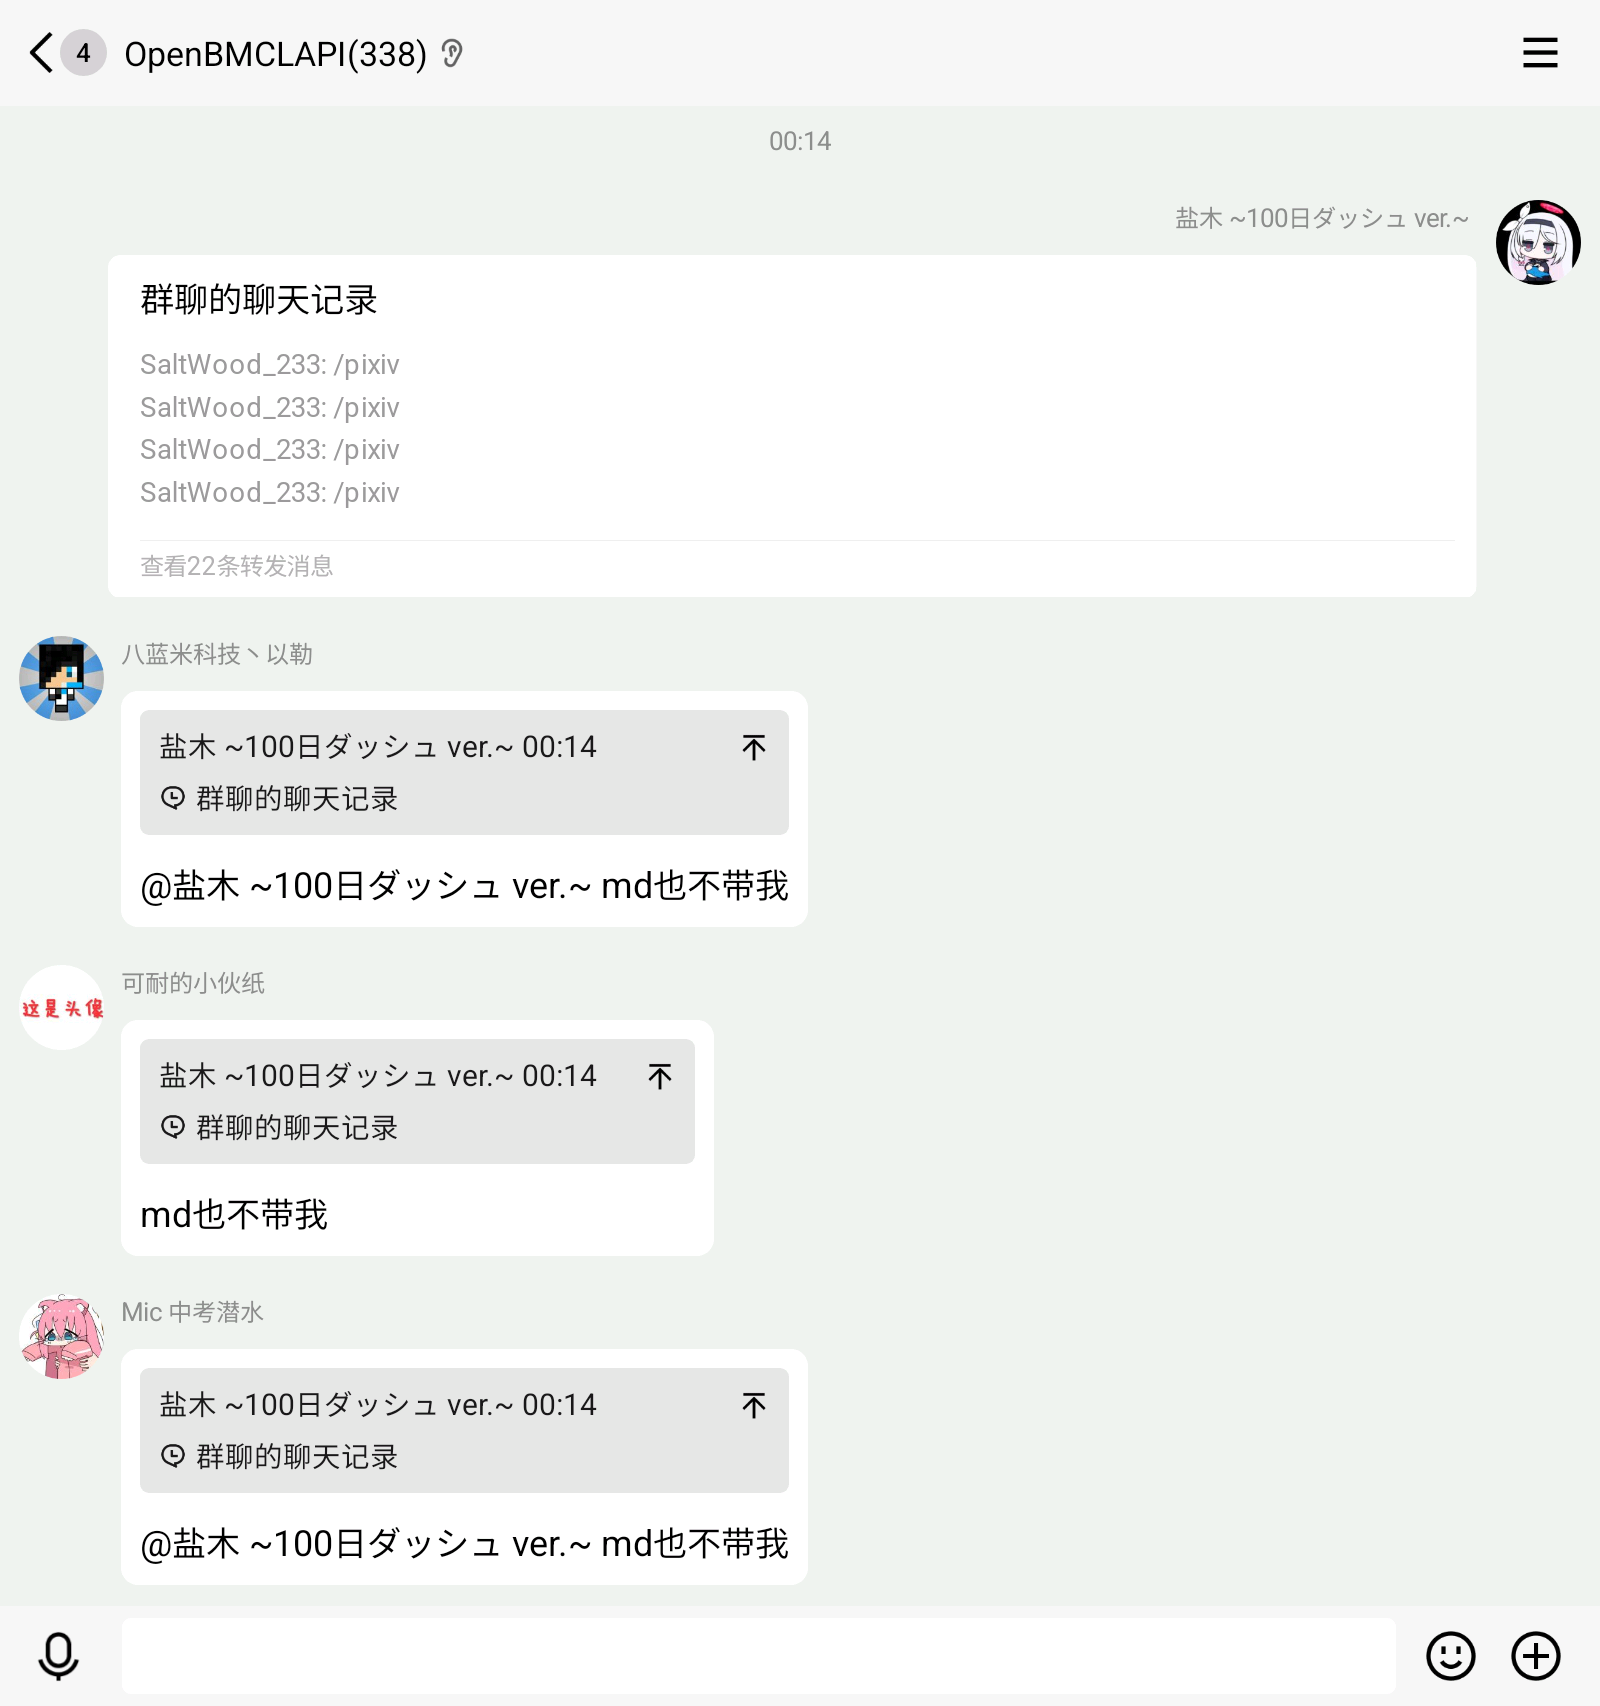 4 OpenBMCLAPI(338)
00:14
盐木 ~100日ダッシュ ver.~
群聊的聊天记录
SaltWood_233: /pixiv
SaltWood_233: /pixiv
SaltWood_233: /pixiv
SaltWood_233: /pixiv
查看22条转发消息
八蓝米科技丶以勒
盐木 ~100日ダッシュ ver.~ 00:14
群聊的聊天记录
@盐木 ~100日ダッシュ ver.~ md也不带我
可耐的小伙纸
这是头像
盐木 ~100日ダッシュ ver.~ 00:14
群聊的聊天记录
md也不带我
Mic 中考潜水
盐木 ~100日ダッシュ ver.~ 00:14
群聊的聊天记录
@盐木 ~100日ダッシュ ver.~ md也不带我